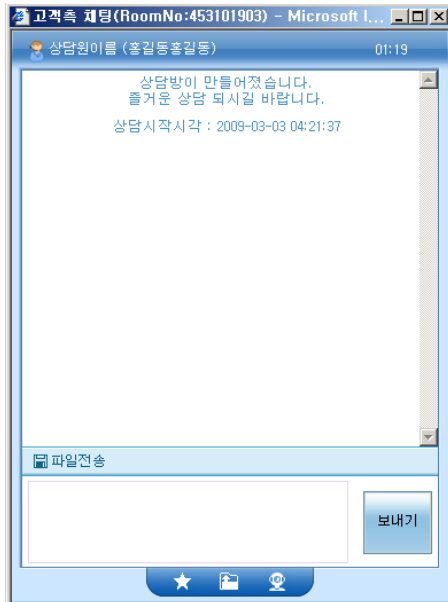 고객측 채팅(RoomNo:453101903) - Microsoft I...
상담원이름 (홍길동홍길동) 01:19
상담방이 만들어졌습니다.
즐거운 상담 되시길 바랍니다.
상담시작시각 : 2009-03-03 04:21:37
파일전송
보내기